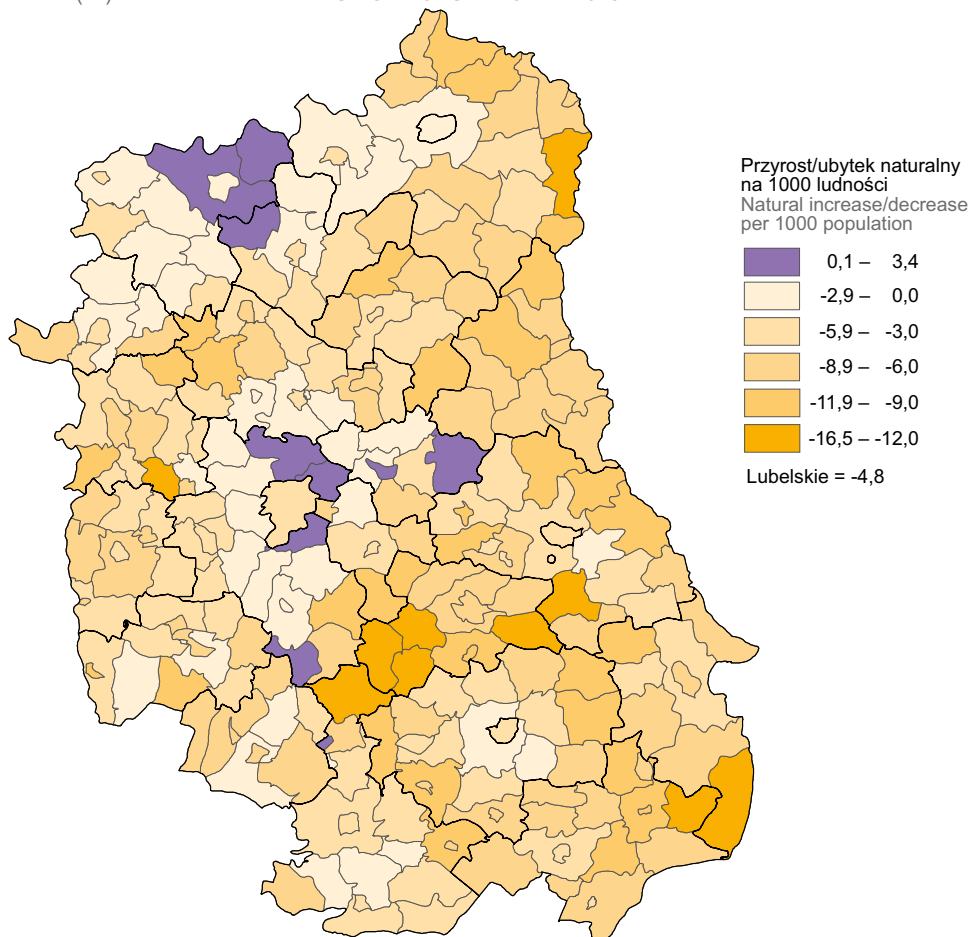 Przyrost/ubytek naturalny
na 1000 ludności
Natural increase/decrease
per 1000 population
0,1 – 3,4
-2,9 – 0,0
-5,9 – -3,0
-8,9 – -6,0
-11,9 – -9,0
-16,5 – -12,0
Lubelskie = -4,8